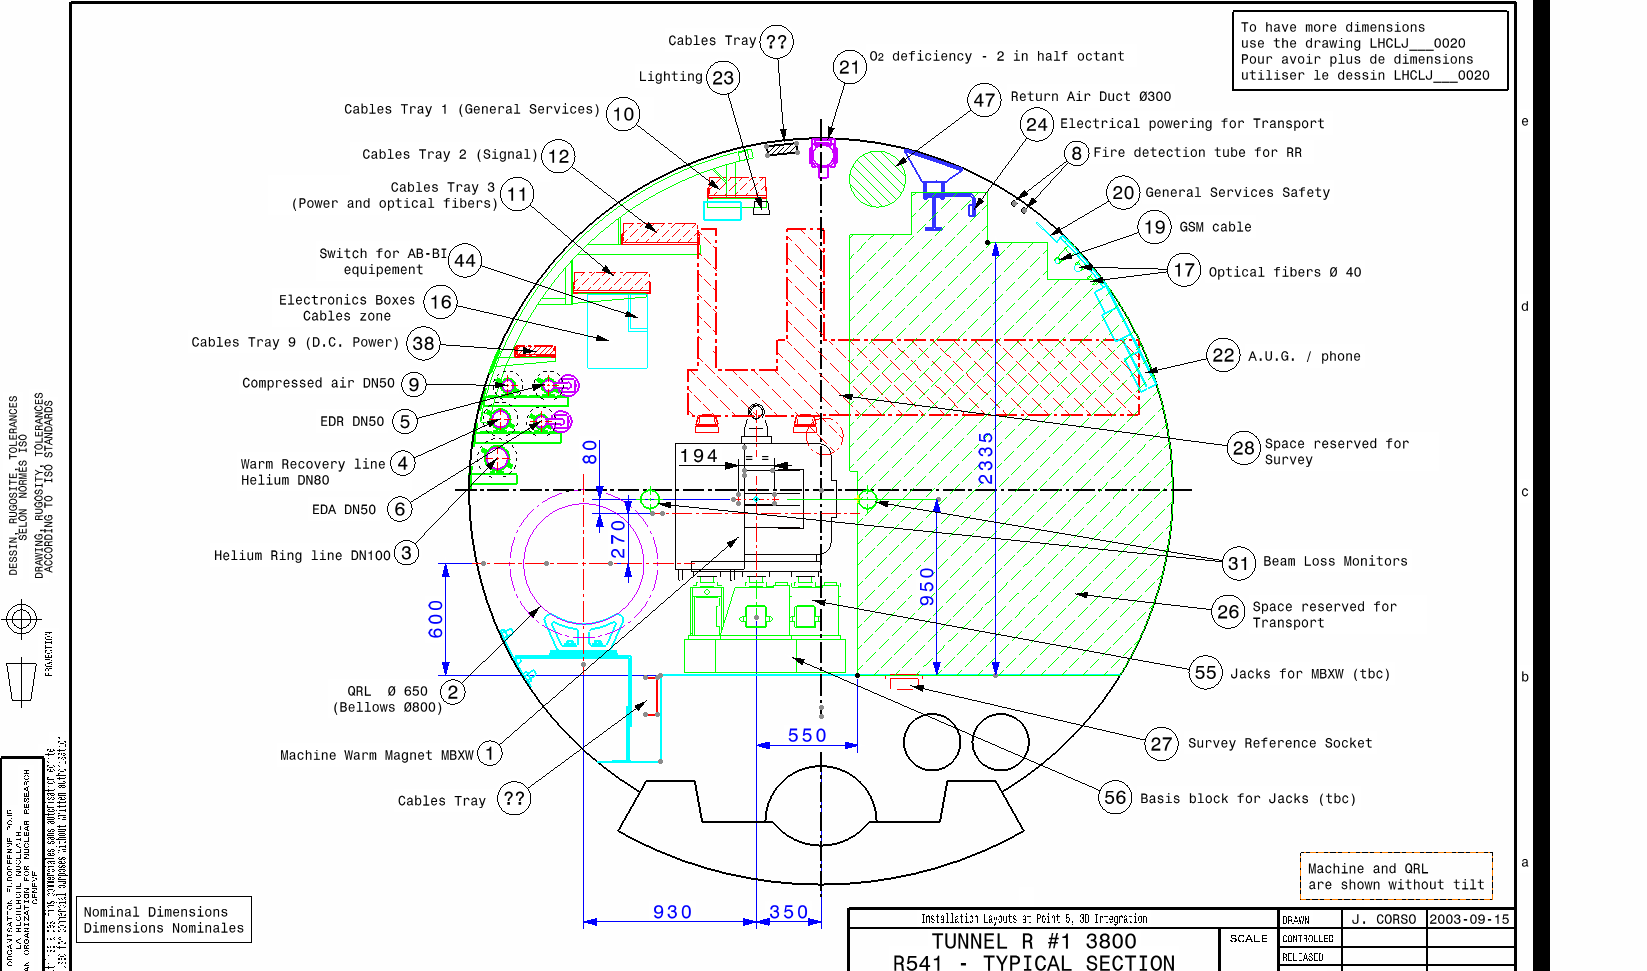 To have more dimensions
use the drawing LHCLJ___0020
Pour avoir plus de dimensions
utiliser le dessin LHCLJ___0020
Cables Tray ??
21 O2 deficiency - 2 in half octant
Lighting 23
47 Return Air Duct Ø300
Cables Tray 1 (General Services) 10
24 Electrical powering for Transport
e
Cables Tray 2 (Signal) 12
8 Fire detection tube for RR
Cables Tray 3
(Power and optical fibers) 11
20 General Services Safety
19 GSM cable
Switch for AB-BI
equipement 44
17 Optical fibers Ø 40
Electronics Boxes
Cables zone 16
d
Cables Tray 9 (D.C. Power) 38
22 A.U.G. / phone
Compressed air DN50 9
EDR DN50 5
28 Space reserved for
Survey
Warm Recovery line
Helium DN80 4
80
194
2335
c
EDA DN50 6
270
Helium Ring line DN100 3
31 Beam Loss Monitors
600
950
26 Space reserved for
Transport
55 Jacks for MBXW (tbc)
b
QRL Ø 650
(Bellows Ø800) 2
550
27 Survey Reference Socket
Machine Warm Magnet MBXW 1
Cables Tray ??
56 Basis block for Jacks (tbc)
a
Machine and QRL
are shown without tilt
930
350
Nominal Dimensions
Dimensions Nominales
DESSIN, RUGOSITE, TOLERANCES
SELON NORMES ISO
DRAWING, RUGOSITY, TOLERANCES
ACCORDING TO ISO STANDARDS
PROJECTION
Installation Layouts at Point 5, 3D Integration
TUNNEL R #1 3800
R541 - TYPICAL SECTION
SCALE
DRAWN J. CORSO 2003-09-15
CONTROLLED
RELEASED